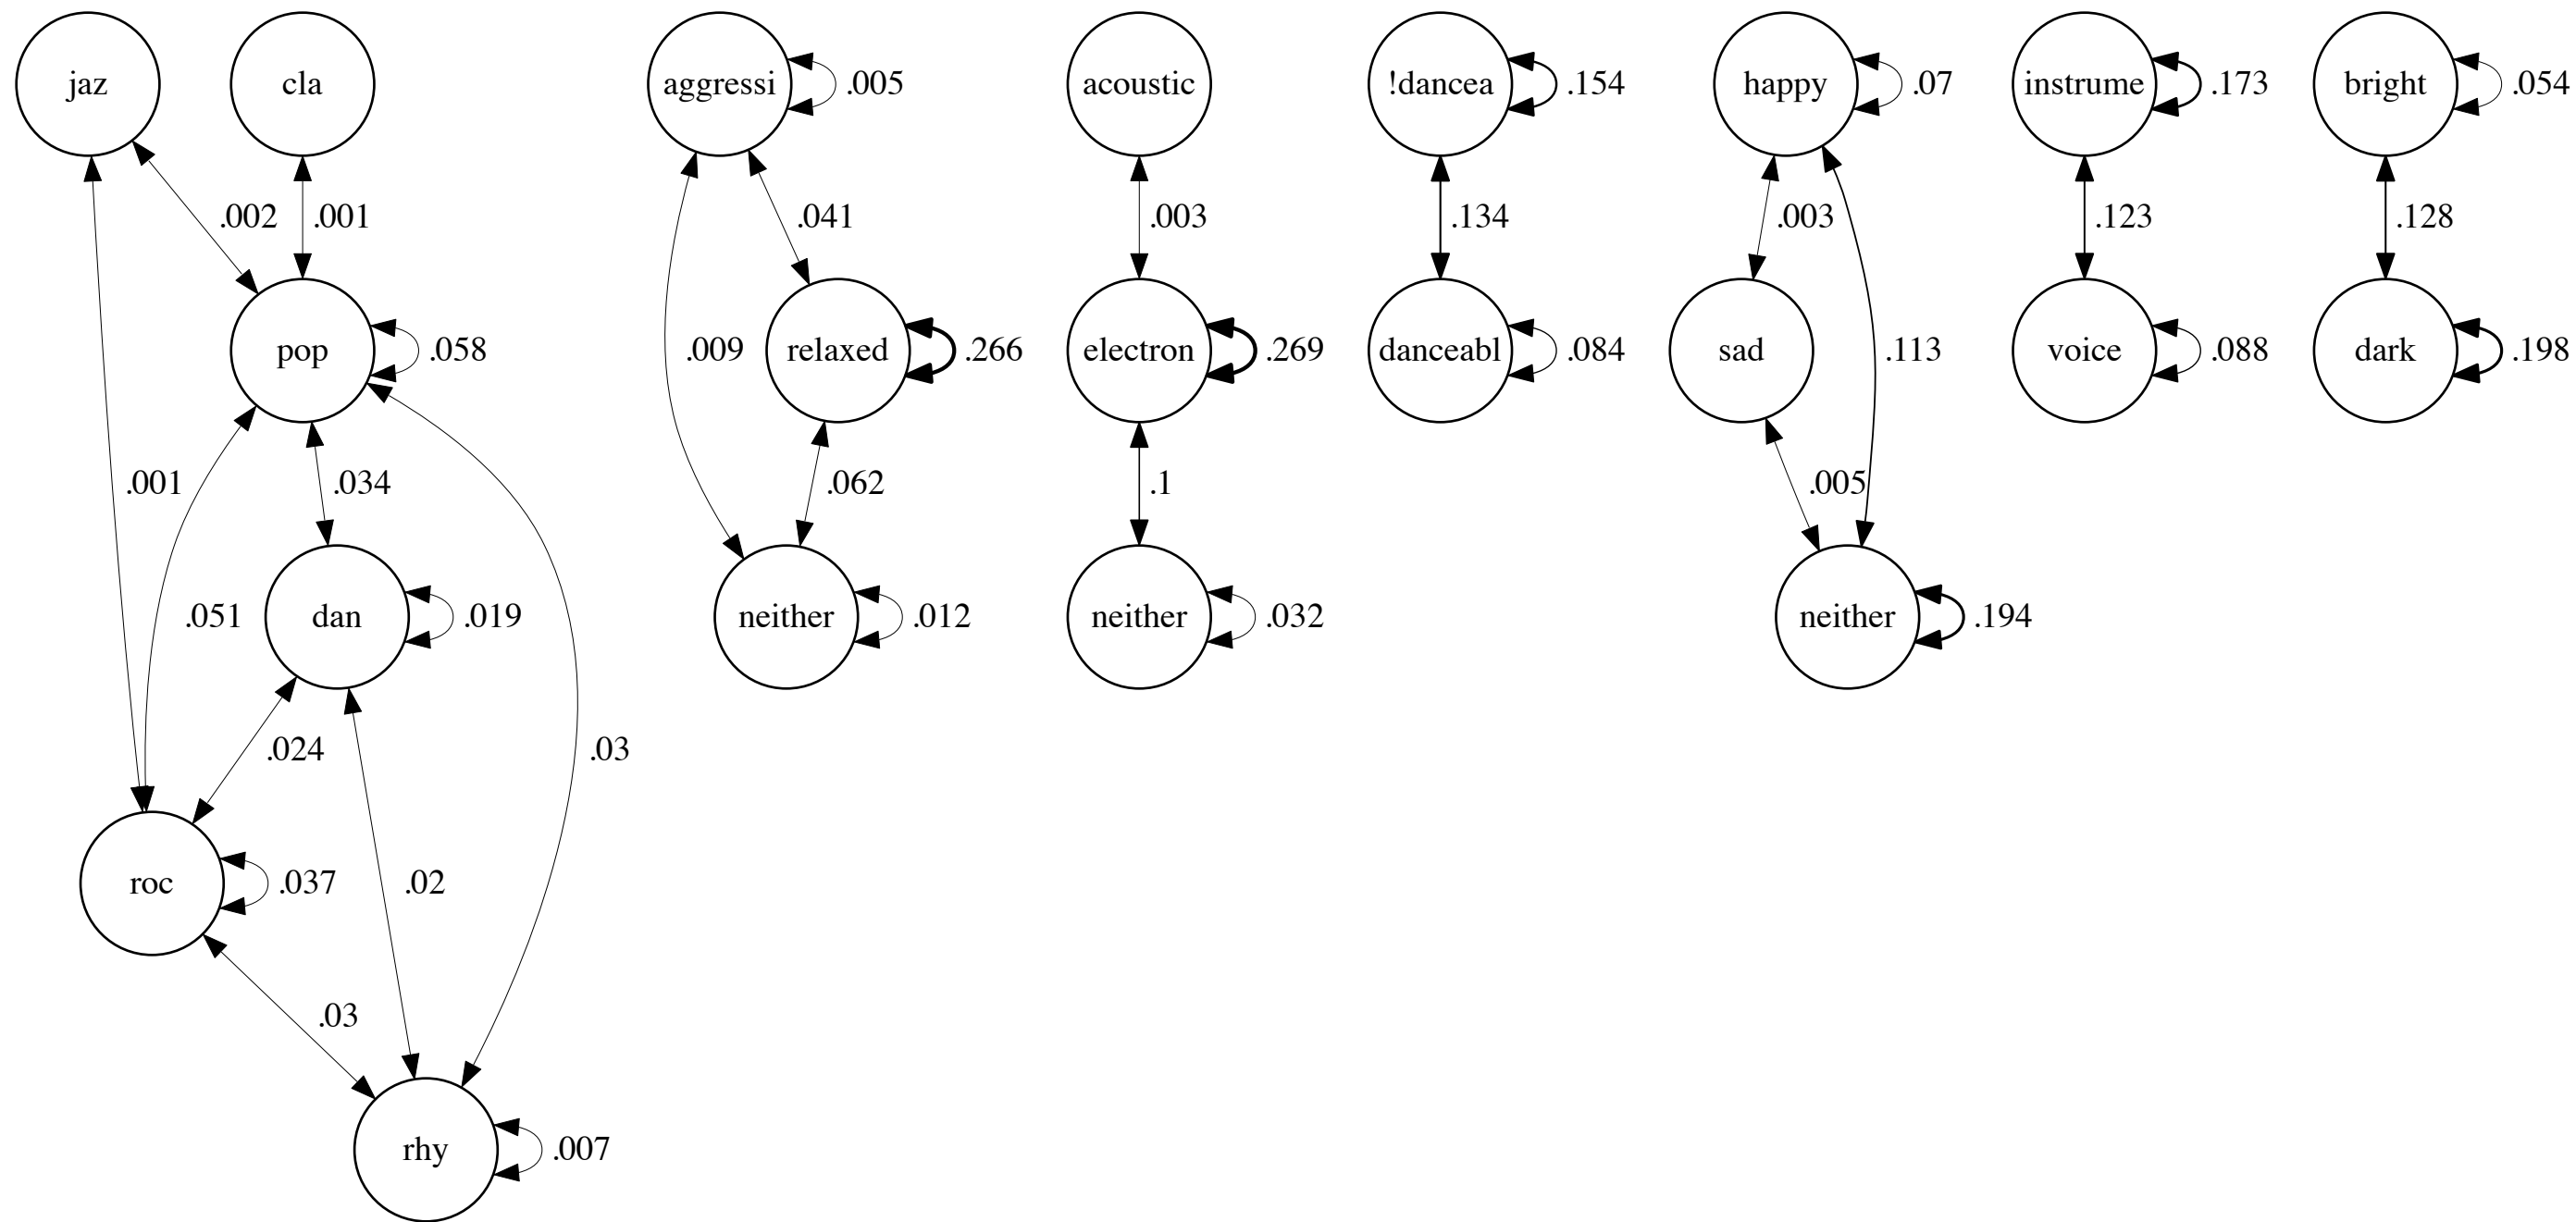 jaz
cla
aggressi
.005
acoustic
!dancea
.154
happy
.07
instrume
.173
bright
.054
.002
.001
.041
.003
.134
.003
.123
.128
pop
.058
.009
relaxed
.266
electron
.269
danceabl
.084
sad
.113
voice
.088
dark
.198
.001
.034
.062
.1
.005
.051
dan
.019
neither
.012
neither
.032
neither
.194
.024
.03
roc
.037
.02
.03
rhy
.007